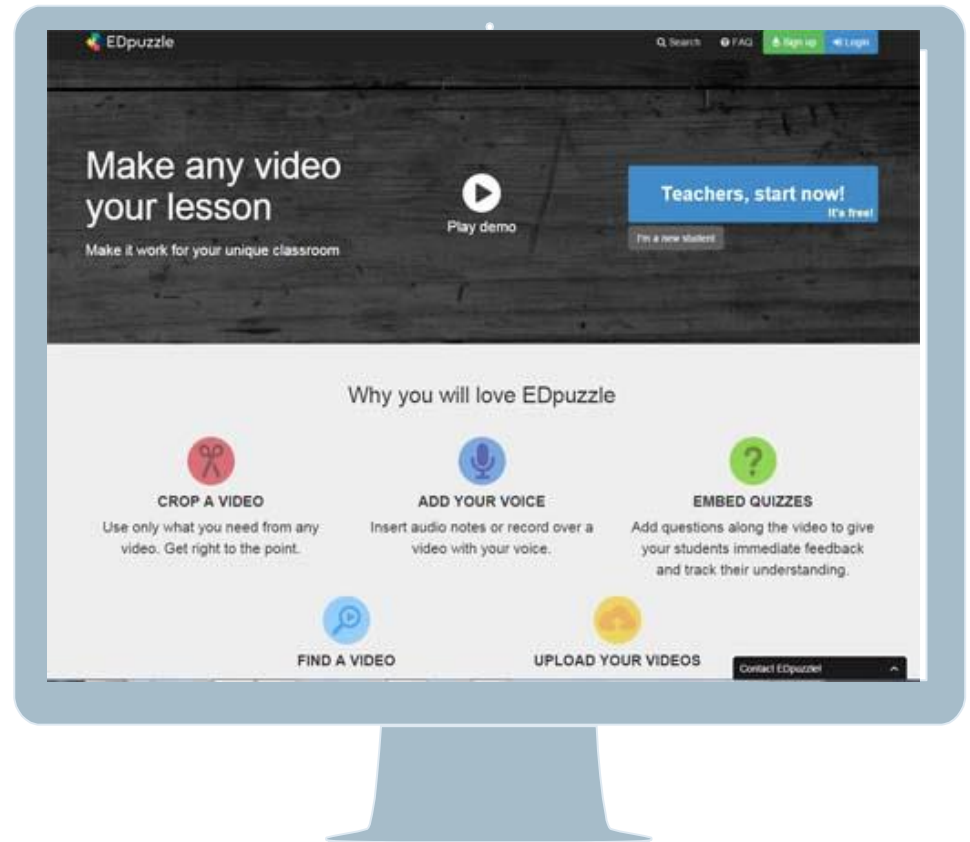 EDpuzzle
Search FAQ Sign up Login
Make any video
your lesson
Make it work for your unique classroom
Play demo
Teachers, start now!
It's free!
I'm a new student
Why you will love EDpuzzle
CROP A VIDEO
Use only what you need from any
video. Get right to the point.
ADD YOUR VOICE
Insert audio notes or record over a
video with your voice.
EMBED QUIZZES
Add questions along the video to give
your students immediate feedback
and track their understanding.
FIND A VIDEO
UPLOAD YOUR VIDEOS
Contact EDpuzzle!